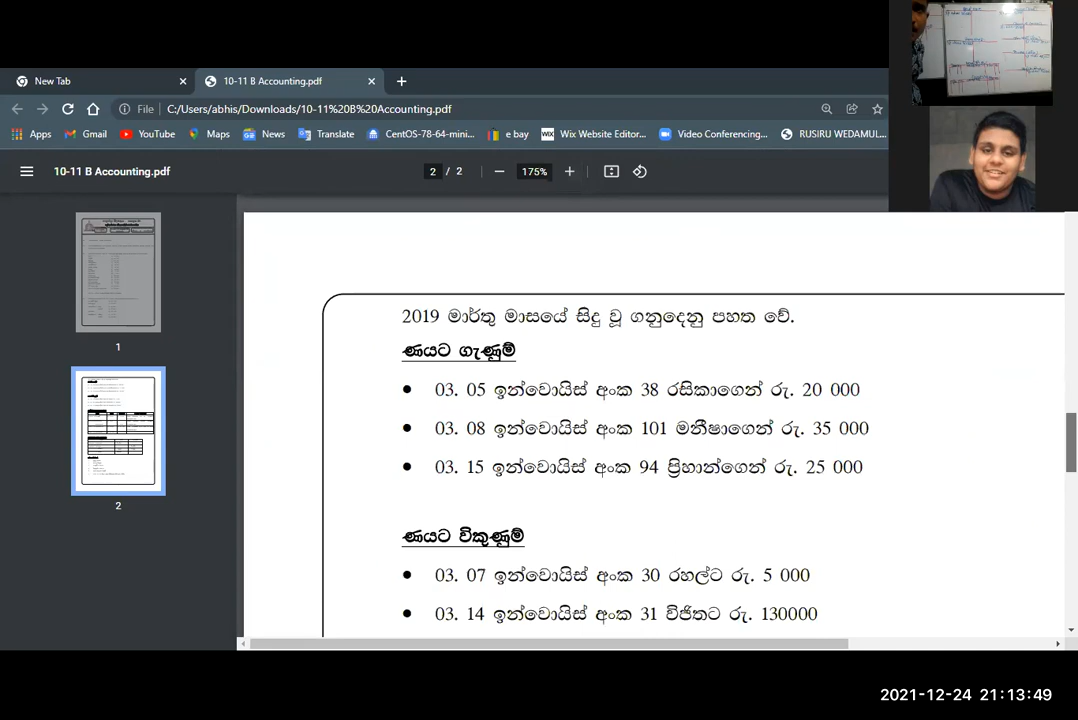 New Tab
10-11 B Accounting.pdf
File C:/Users/abhis/Downloads/10-11%20B%20Accounting.pdf
Apps Gmail YouTube Maps News Translate CentOS-78-64-mini... e bay Wix Website Editor... Video Conferencing,... RUSIRU WEDAMUL...
10-11 B Accounting.pdf 2 / 2 175%
1
2
2019 මාර්තු මාසයේ සිදු වූ ගනුදෙනු පහත වේ.
ණයට ගැණුම්
• 03. 05 ඉන්වොයිස් අංක 38 රසිකාගෙන් රු. 20 000
• 03. 08 ඉන්වොයිස් අංක 101 මනීෂාගෙන් රු. 35 000
• 03. 15 ඉන්වොයිස් අංක 94 ප්‍රිහාන්ගෙන් රු. 25 000
ණයට විකුණුම්
• 03. 07 ඉන්වොයිස් අංක 30 රහල්ට රු. 5 000
• 03. 14 ඉන්වොයිස් අංක 31 විජිතට රු. 130000
2021-12-24 21:13:49